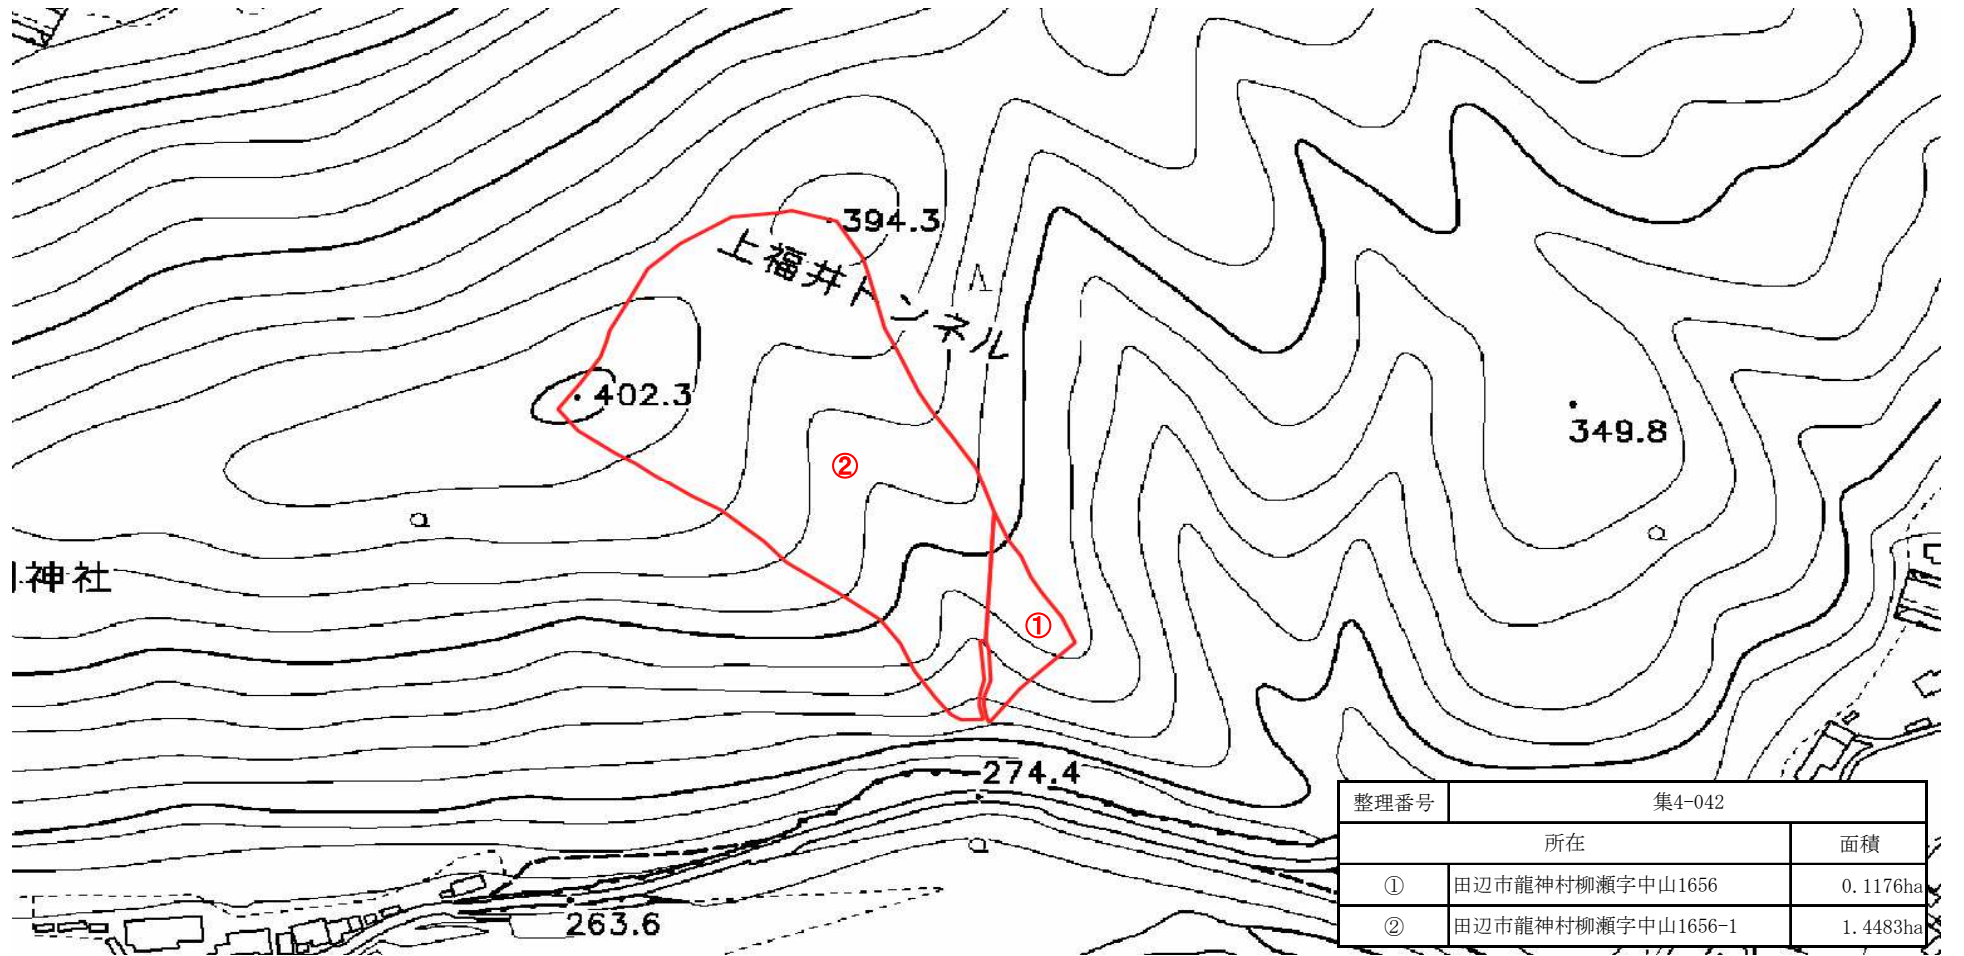 394.3
上福井トンネル
402.3
349.8
②
神社
①
274.4
263.6
整理番号 集4-042
所在 面積
① 田辺市龍神村柳瀬字中山1656 0.1176ha
② 田辺市龍神村柳瀬字中山1656-1 1.4483ha